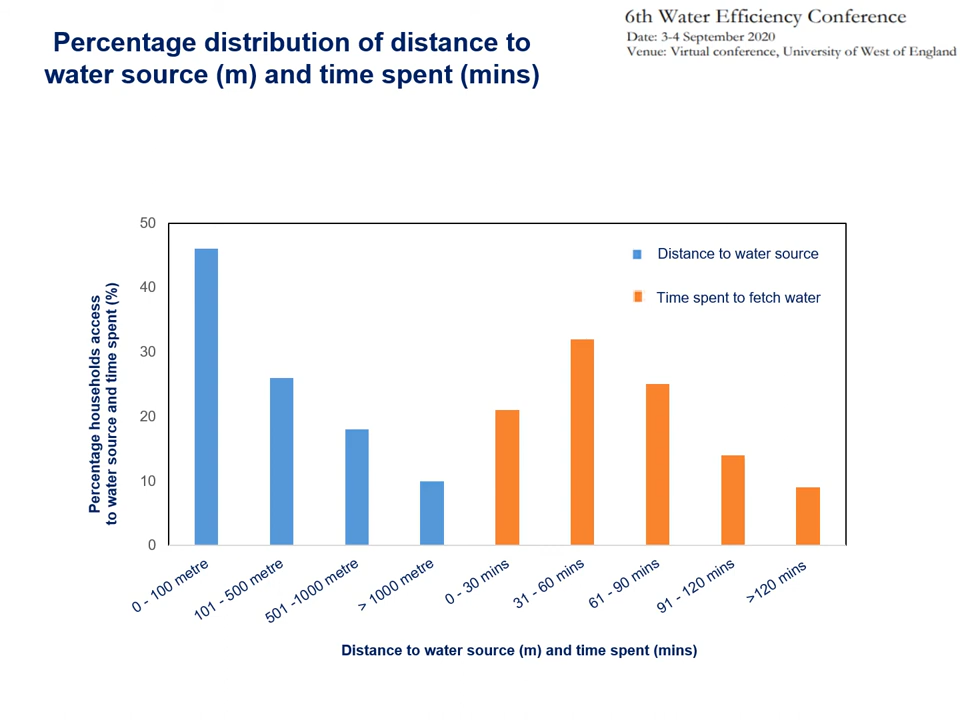 6th Water Efficiency Conference
Date: 3-4 September 2020
Venue: Virtual conference, University of West of England
Percentage distribution of distance to
water source (m) and time spent (mins)
Percentage households access
to water source and time spent (%)
50
40
30
20
10
0
Distance to water source
Time spent to fetch water
0 - 100 metre
101 - 500 metre
501 -1000 metre
> 1000 metre
0 - 30 mins
31 - 60 mins
61 - 90 mins
91 - 120 mins
>120 mins
Distance to water source (m) and time spent (mins)